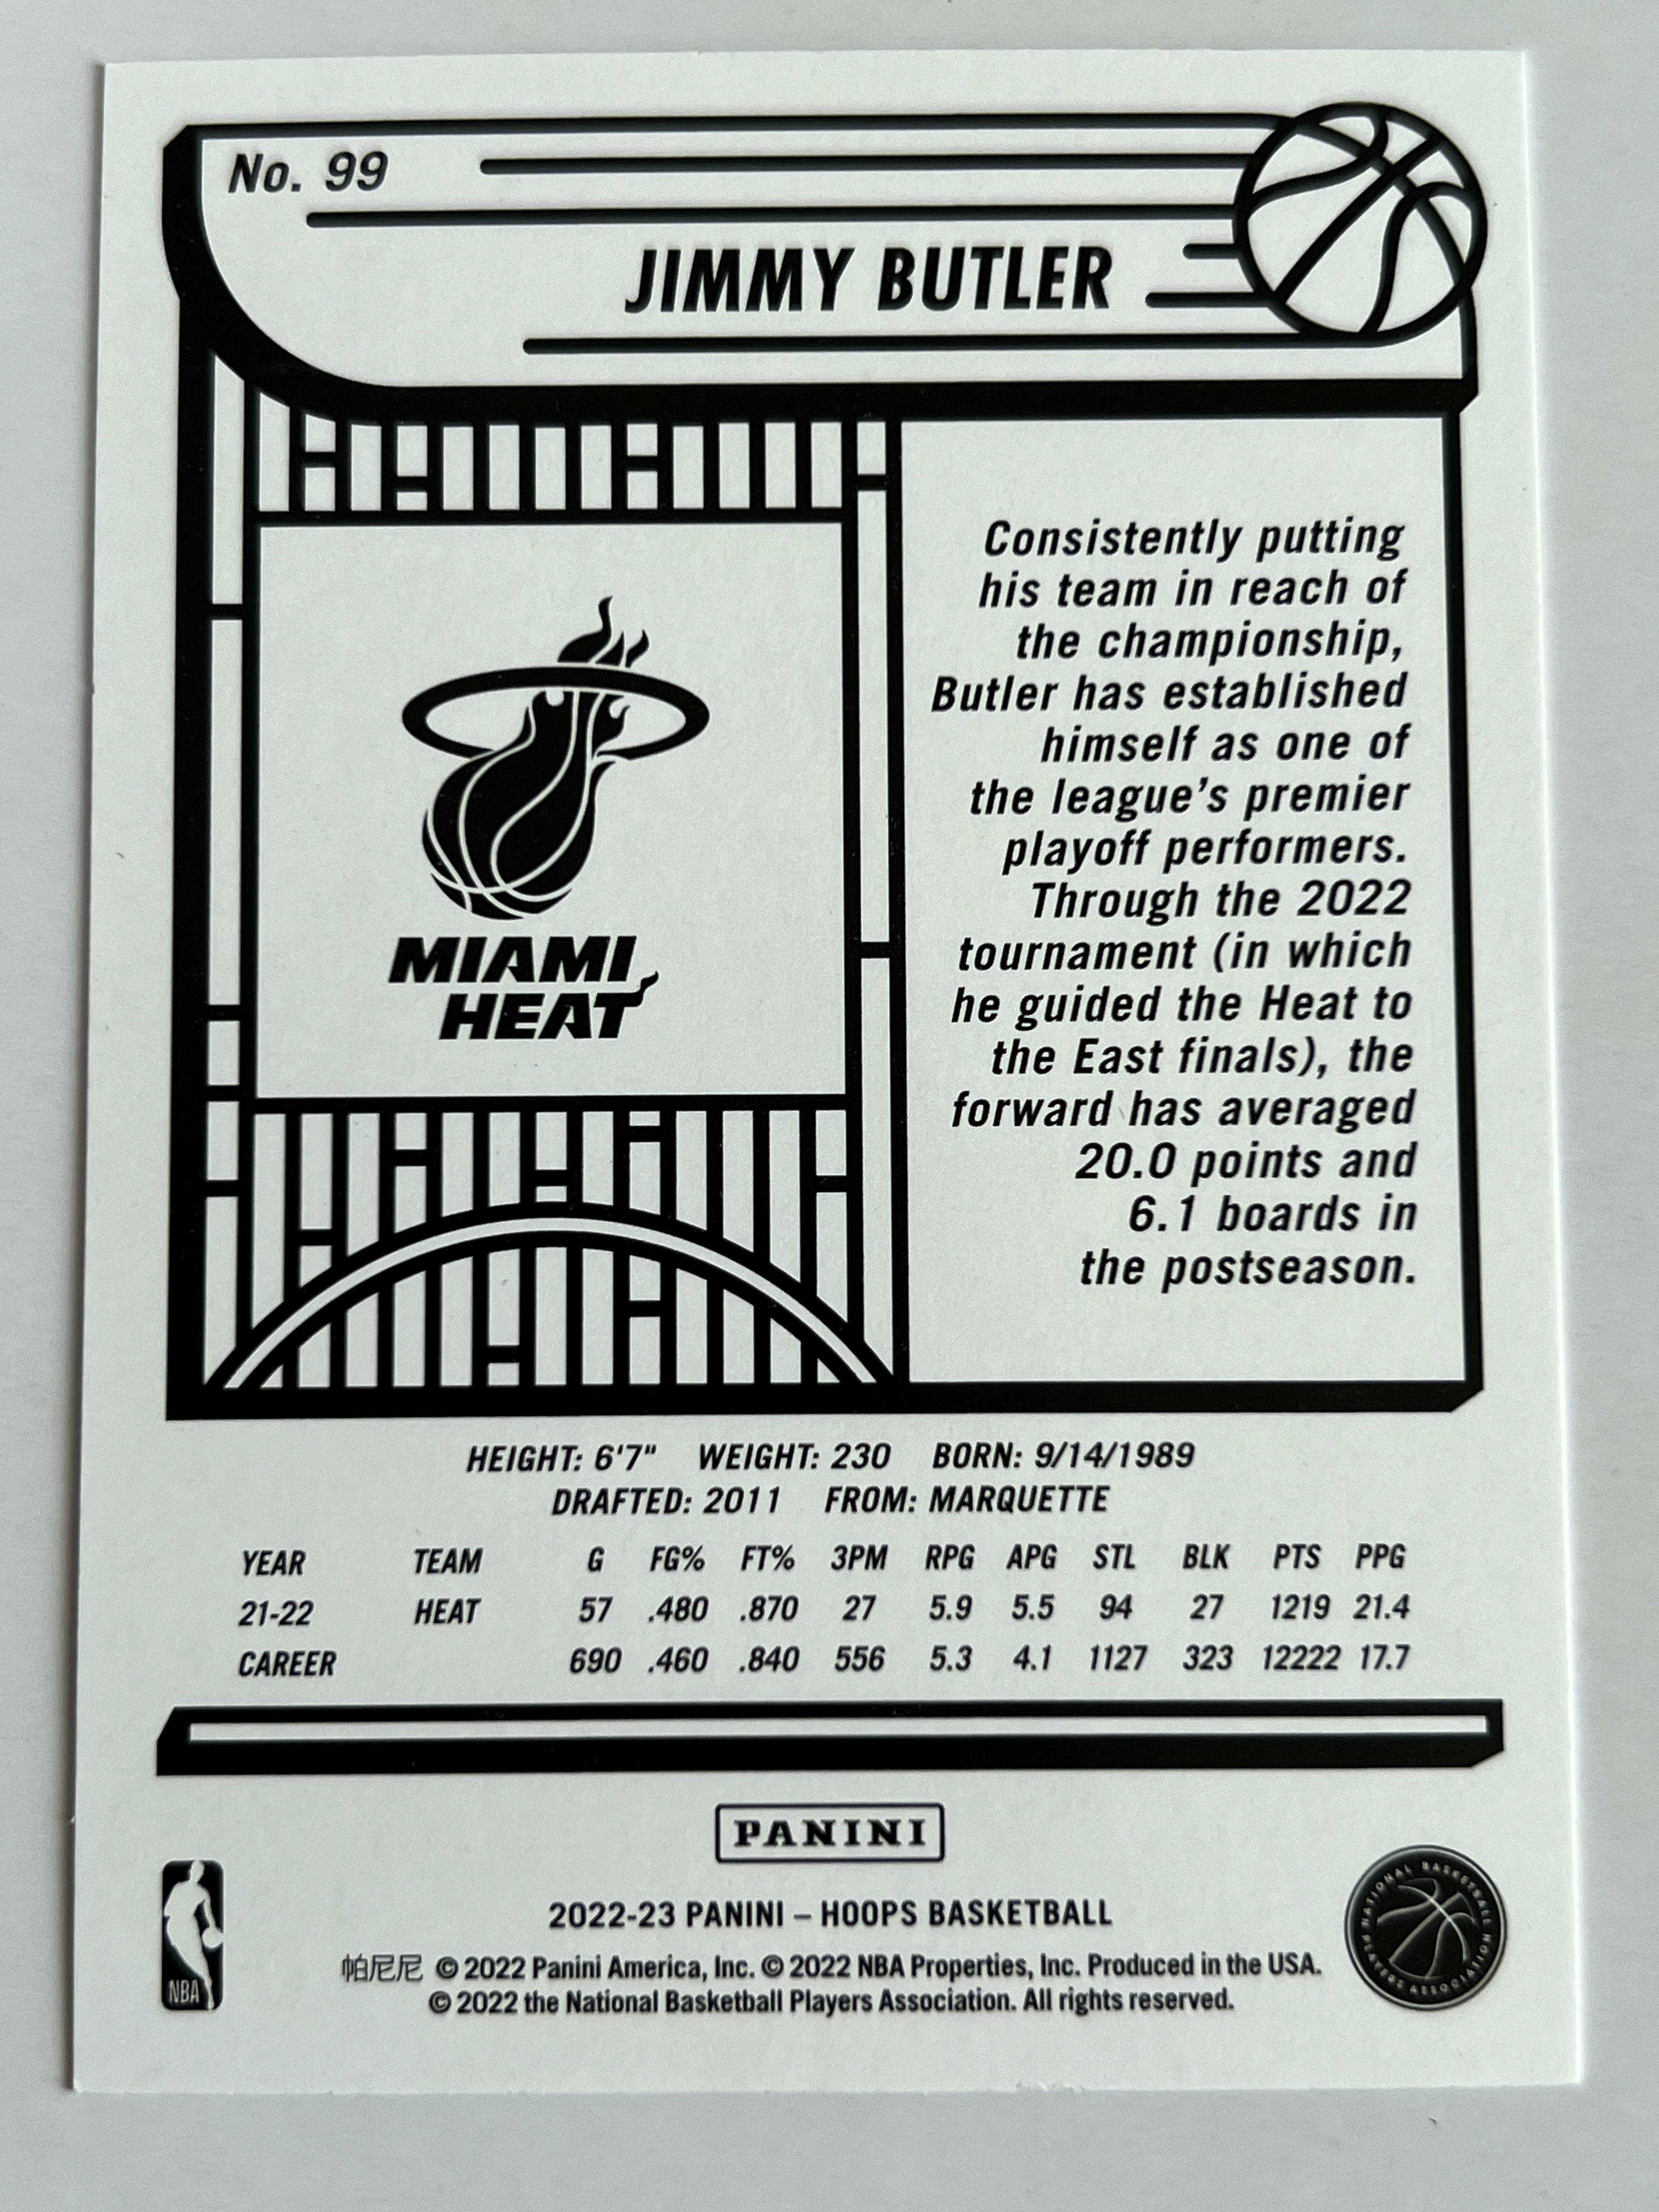 No. 99
JIMMY BUTLER
MIAMI
HEAT
Consistently putting
his team in reach of
the championship,
Butler has established
himself as one of
the league's premier
playoff performers.
Through the 2022
tournament (in which
he guided the Heat to
the East finals), the
forward has averaged
20.0 points and
6.1 boards in
the postseason.
HEIGHT: 6'7" WEIGHT: 230 BORN: 9/14/1989
DRAFTED: 2011 FROM: MARQUETTE
YEAR TEAM G FG% FT% 3PM RPG APG STL BLK PTS PPG
21-22 HEAT 57 .480 .870 27 5.9 5.5 94 27 1219 21.4
CAREER 690 .460 .840 556 5.3 4.1 1127 323 12222 17.7
PANINI
2022-23 PANINI – HOOPS BASKETBALL
帕尼尼 © 2022 Panini America, Inc. © 2022 NBA Properties, Inc. Produced in the USA.
© 2022 the National Basketball Players Association. All rights reserved.
NBA
NATIONAL BASKETBALL PLAYERS ASSOCIATION